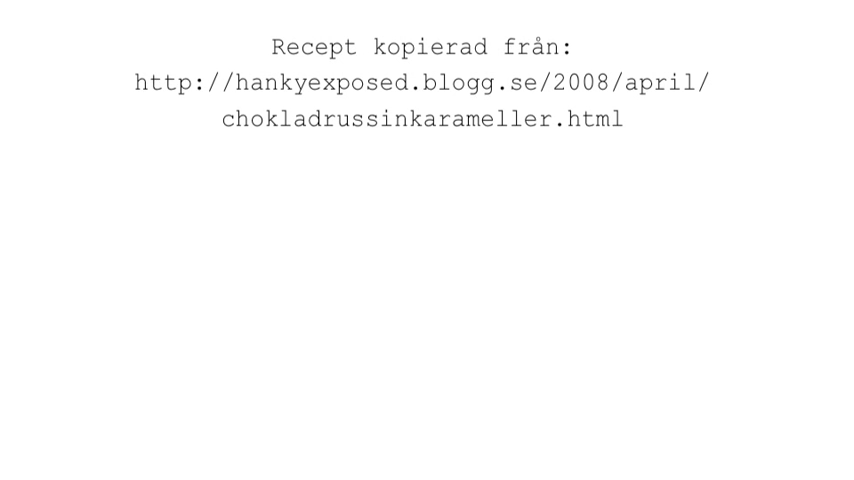 Recept kopierad från:
http://hankyexposed.blogg.se/2008/april/
chokladrussinkarameller.html